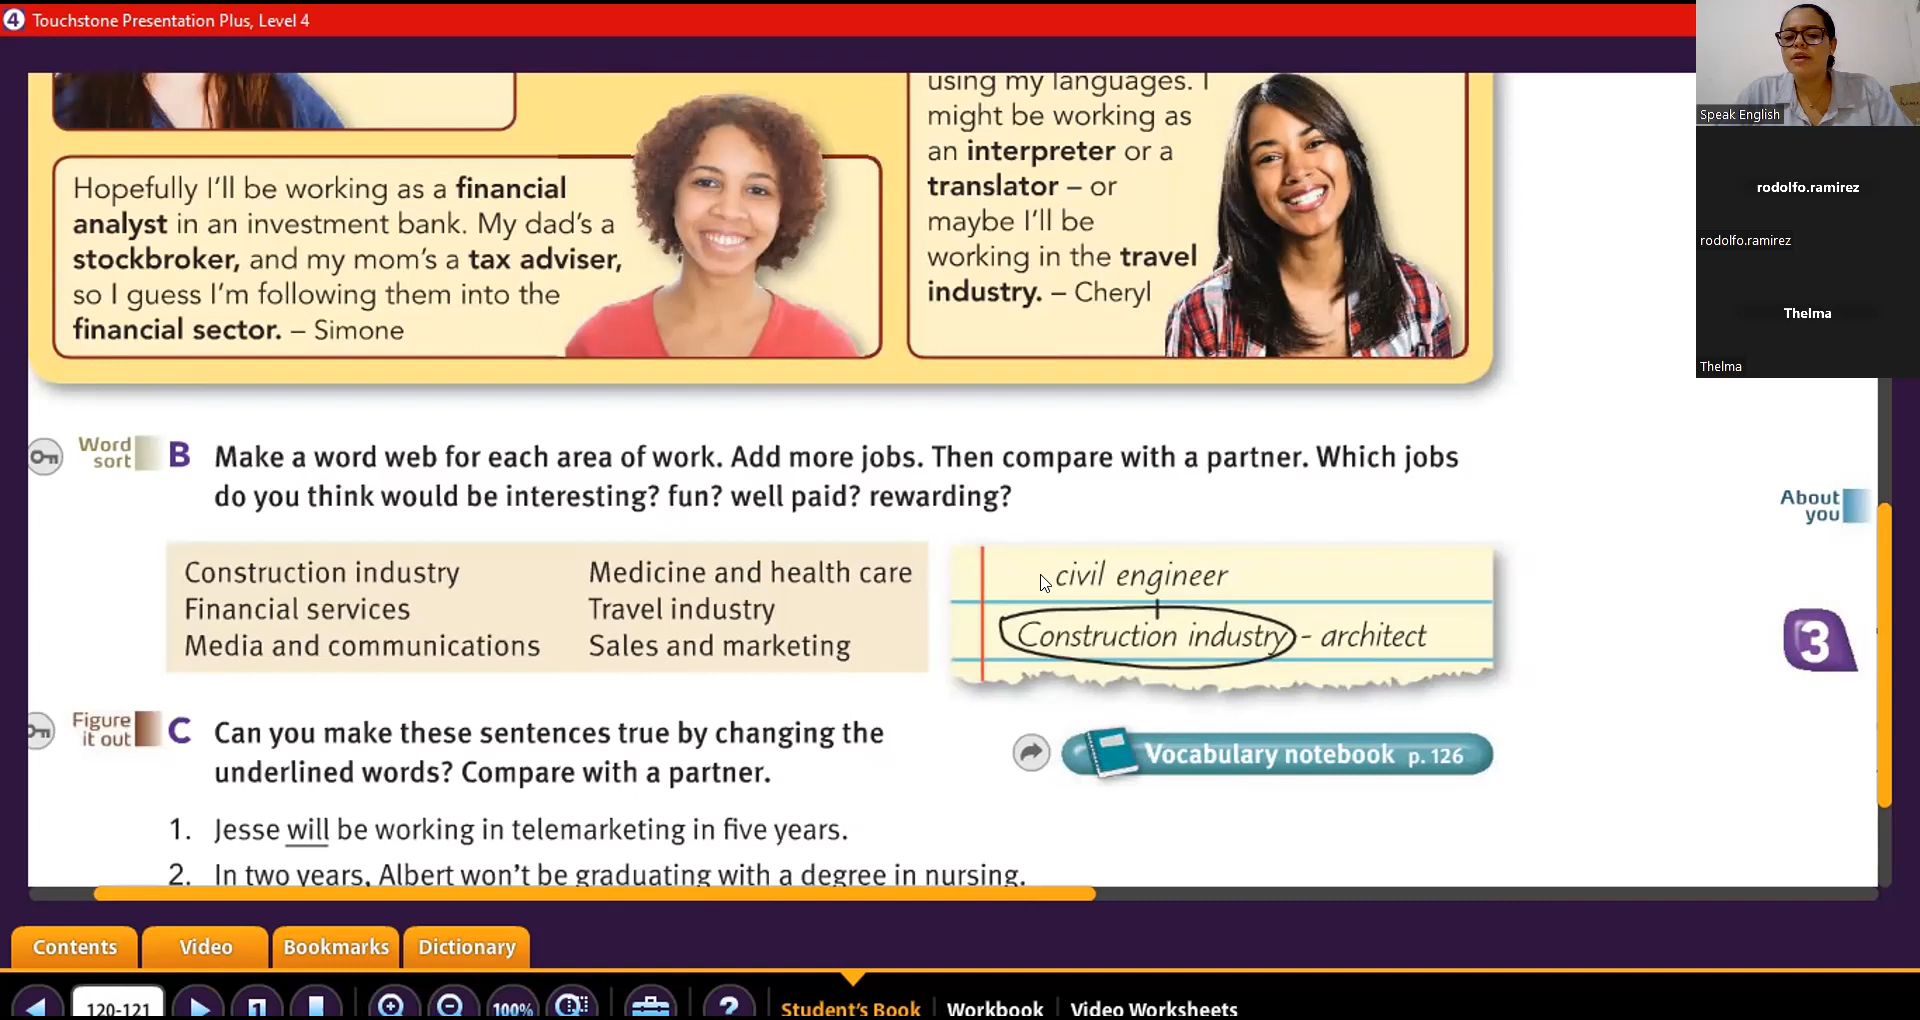 Touchstone Presentation Plus, Level 4
Hopefully I'll be working as a financial
analyst in an investment bank. My dad's a
stockbroker, and my mom's a tax adviser,
so I guess I'm following them into the
financial sector. – Simone
using my languages. I
might be working as
an interpreter or a
translator – or
maybe I'll be
working in the travel
industry. – Cheryl
Speak English
rodolfo.ramirez
rodolfo.ramirez
Thelma
Thelma
Word
sort
B Make a word web for each area of work. Add more jobs. Then compare with a partner. Which jobs
do you think would be interesting? fun? well paid? rewarding?
About
you
Construction industry
Financial services
Media and communications
Medicine and health care
Travel industry
Sales and marketing
civil engineer
Construction industry - architect
3
Figure
it out
C Can you make these sentences true by changing the
underlined words? Compare with a partner.
Vocabulary notebook p. 126
1. Jesse will be working in telemarketing in five years.
2. In two years, Albert won't be graduating with a degree in nursing.
Contents
Video
Bookmarks
Dictionary
120-121
100%
?
Student's Book
Workbook
Video Worksheets